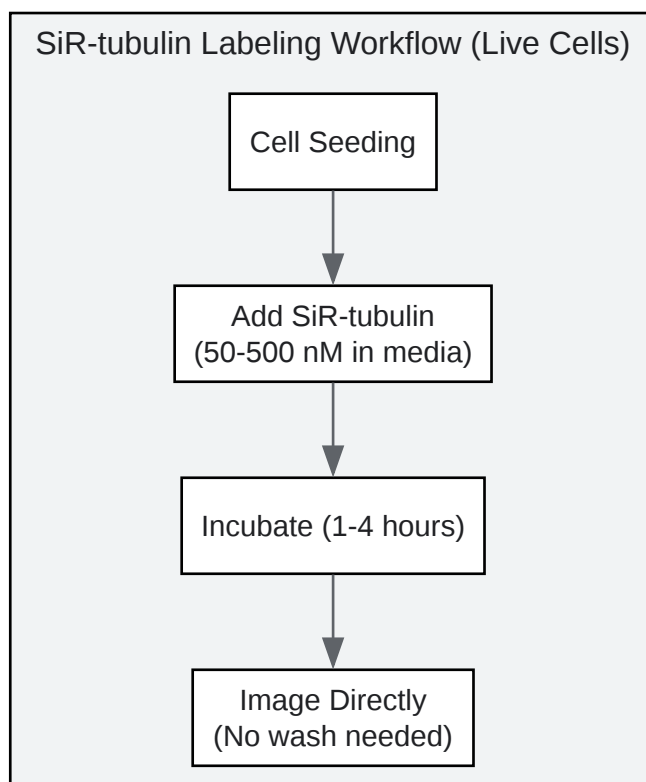 SiR-tubulin Labeling Workflow (Live Cells)
Cell Seeding
Add SiR-tubulin
(50-500 nM in media)
Incubate (1-4 hours)
Image Directly
(No wash needed)